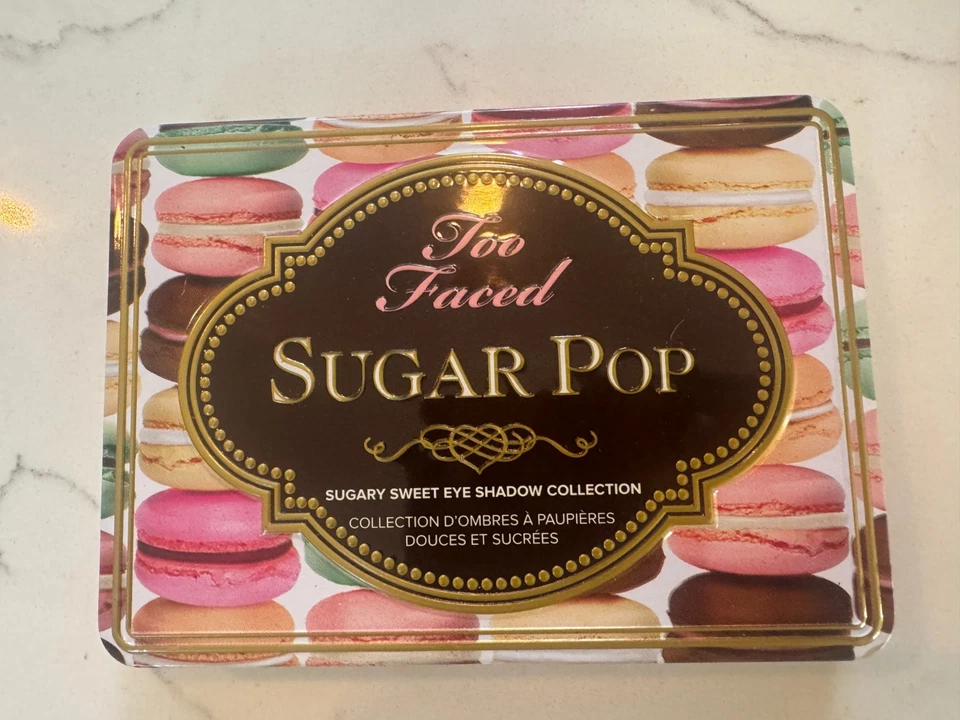 Too
Faced
SUGAR POP
SUGARY SWEET EYE SHADOW COLLECTION
COLLECTION D'OMBRES À PAUPIÈRES
DOUCES ET SUCRÉES